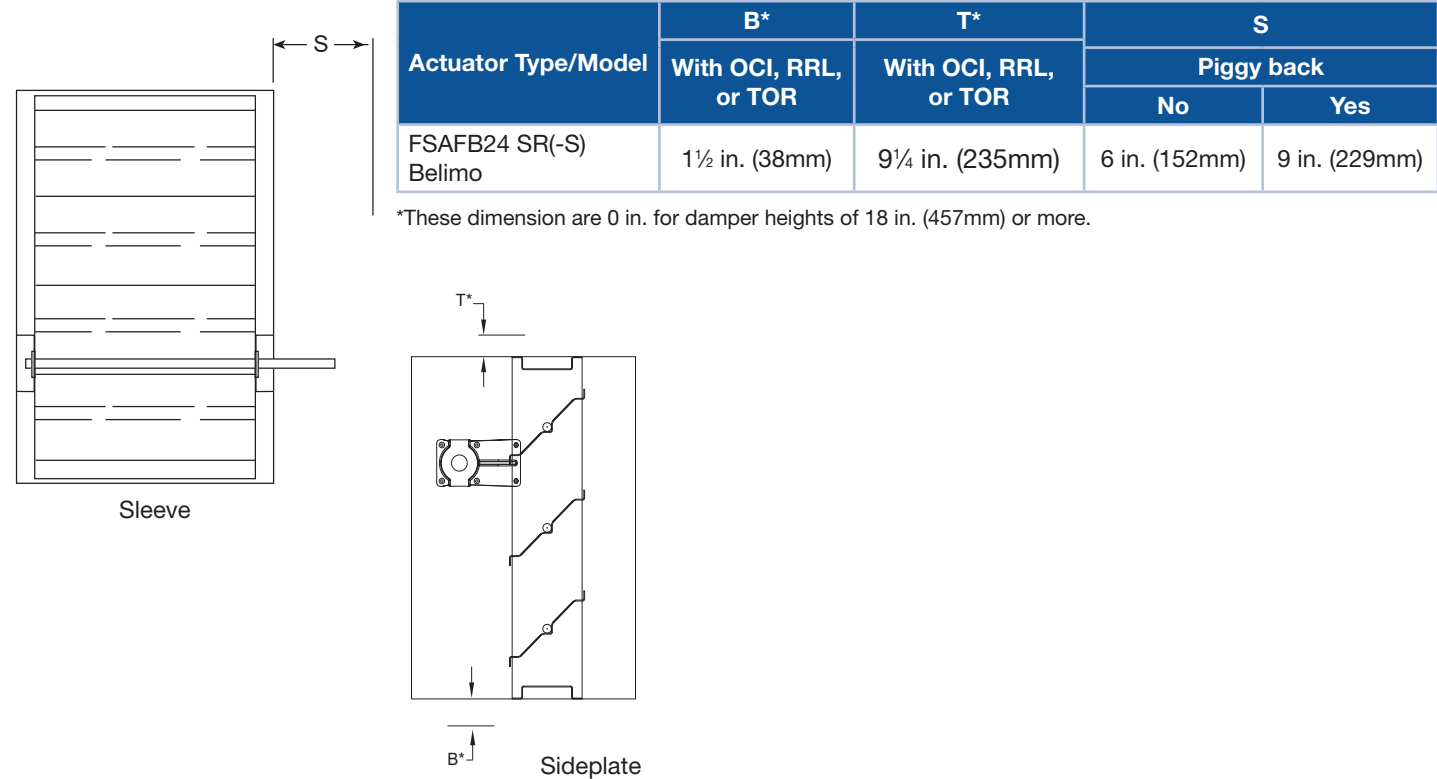 S
Actuator Type/Model
B*
T*
S
With OCI, RRL,
or TOR
With OCI, RRL,
or TOR
Piggy back
No
Yes
FSAFB24 SR(-S)
Belimo
1½ in. (38mm)
9¼ in. (235mm)
6 in. (152mm)
9 in. (229mm)
*These dimension are 0 in. for damper heights of 18 in. (457mm) or more.
Sleeve
T*
B*
Sideplate